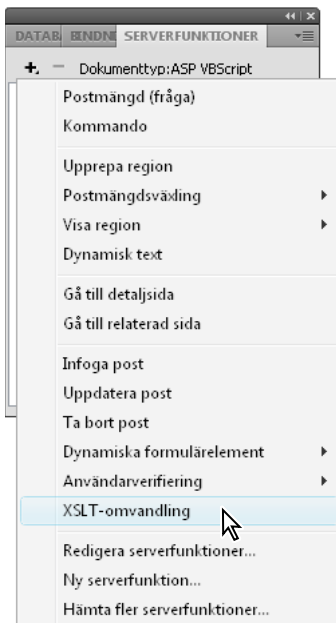 DATAB. BINDNI SERVERFUNKTIONER
Dokumenttyp:ASP VBScript
Postmängd (fråga)
Kommando
Upprepa region
Postmängdsväxling
Visa region
Dynamisk text
Gå till detaljsida
Gå till relaterad sida
Infoga post
Uppdatera post
Ta bort post
Dynamiska formulärelement
Användarverifiering
XSLT-omvandling
Redigera serverfunktioner...
Ny serverfunktion...
Hämta fler serverfunktioner...